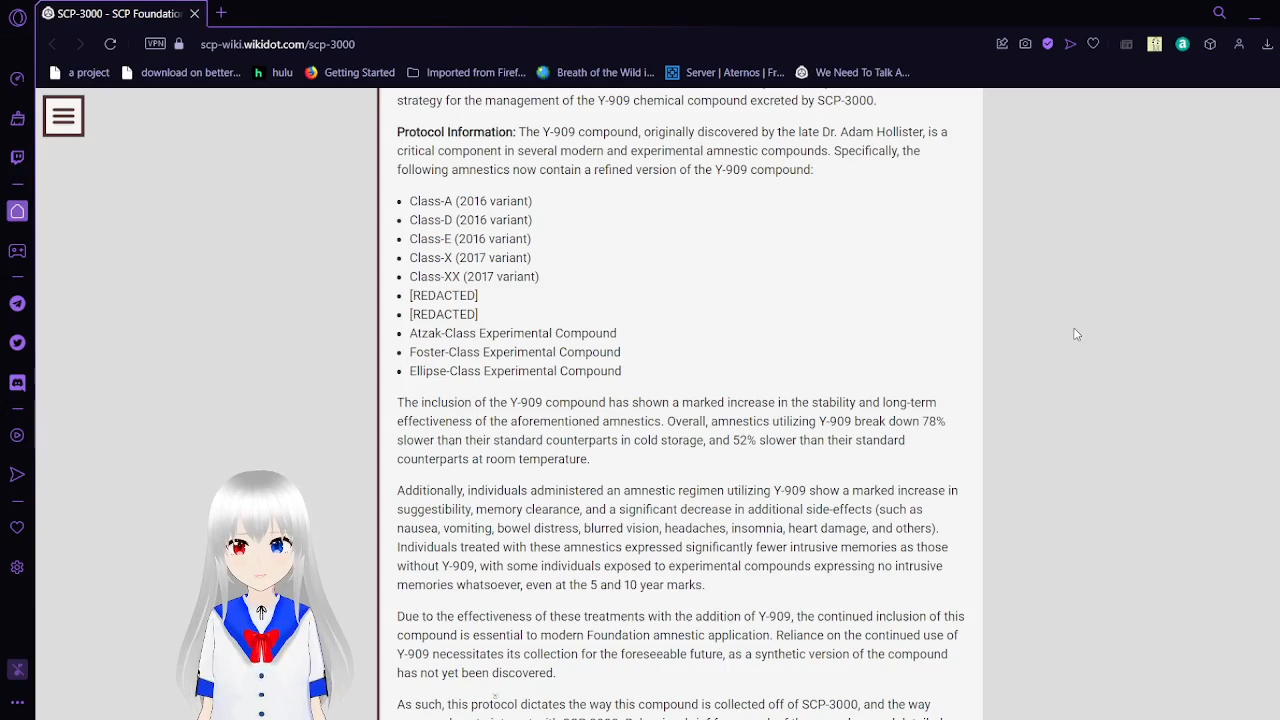 SCP-3000 - SCP Foundation
VPN
scp-wiki.wikidot.com/scp-3000
a project
download on better...
hulu
Getting Started
Imported from Firef...
Breath of the Wild i...
Server | Aternos | Fr...
We Need To Talk A...
strategy for the management of the Y-909 chemical compound excreted by SCP-3000.
Protocol Information: The Y-909 compound, originally discovered by the late Dr. Adam Hollister, is a
critical component in several modern and experimental amnestic compounds. Specifically, the
following amnestics now contain a refined version of the Y-909 compound:
Class-A (2016 variant)
Class-D (2016 variant)
Class-E (2016 variant)
Class-X (2017 variant)
Class-XX (2017 variant)
[REDACTED]
[REDACTED]
Atzak-Class Experimental Compound
Foster-Class Experimental Compound
Ellipse-Class Experimental Compound
The inclusion of the Y-909 compound has shown a marked increase in the stability and long-term
effectiveness of the aforementioned amnestics. Overall, amnestics utilizing Y-909 break down 78%
slower than their standard counterparts in cold storage, and 52% slower than their standard
counterparts at room temperature.
Additionally, individuals administered an amnestic regimen utilizing Y-909 show a marked increase in
suggestibility, memory clearance, and a significant decrease in additional side-effects (such as
nausea, vomiting, bowel distress, blurred vision, headaches, insomnia, heart damage, and others).
Individuals treated with these amnestics expressed significantly fewer intrusive memories as those
without Y-909, with some individuals exposed to experimental compounds expressing no intrusive
memories whatsoever, even at the 5 and 10 year marks.
Due to the effectiveness of these treatments with the addition of Y-909, the continued inclusion of this
compound is essential to modern Foundation amnestic application. Reliance on the continued use of
Y-909 necessitates its collection for the foreseeable future, as a synthetic version of the compound
has not yet been discovered.
As such, this protocol dictates the way this compound is collected off of SCP-3000, and the way